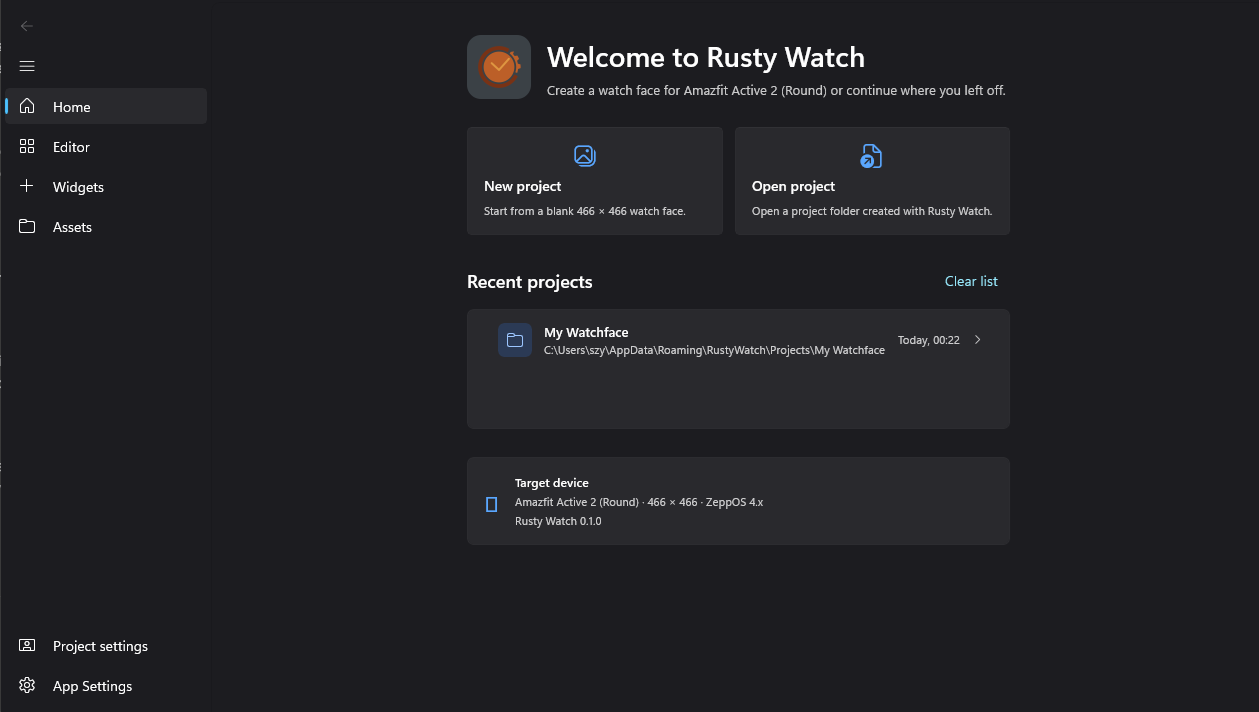 Home
Editor
Widgets
Assets
Project settings
App Settings
Welcome to Rusty Watch
Create a watch face for Amazfit Active 2 (Round) or continue where you left off.
New project
Start from a blank 466 × 466 watch face.
Open project
Open a project folder created with Rusty Watch.
Recent projects
Clear list
My Watchface
C:\Users\szy\AppData\Roaming\RustyWatch\Projects\My Watchface
Today, 00:22
Target device
Amazfit Active 2 (Round) · 466 × 466 · ZeppOS 4.x
Rusty Watch 0.1.0